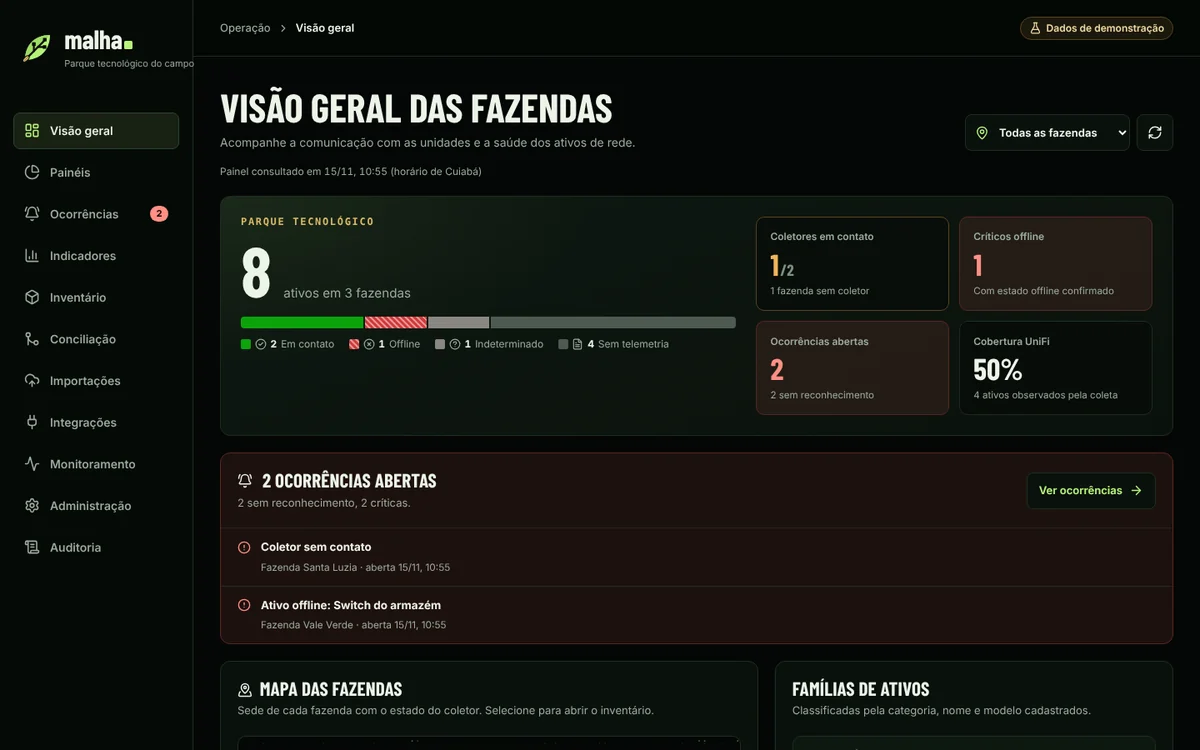 malha
Parque tecnológico do campo
Visão geral
Painéis
Ocorrências 2
Indicadores
Inventário
Conciliação
Importações
Integrações
Monitoramento
Administração
Auditoria
Operação > Visão geral
Dados de demonstração
VISÃO GERAL DAS FAZENDAS
Acompanhe a comunicação com as unidades e a saúde dos ativos de rede.
Painel consultado em 15/11, 10:55 (horário de Cuiabá)
Todas as fazendas
PARQUE TECNOLÓGICO
8 ativos em 3 fazendas
2 Em contato 1 Offline 1 Indeterminado 4 Sem telemetria
Coletores em contato
1/2
1 fazenda sem coletor
Críticos offline
1
Com estado offline confirmado
Ocorrências abertas
2
2 sem reconhecimento
Cobertura UniFi
50%
4 ativos observados pela coleta
2 OCORRÊNCIAS ABERTAS
2 sem reconhecimento, 2 críticas.
Ver ocorrências →
Coletor sem contato
Fazenda Santa Luzia · aberta 15/11, 10:55
Ativo offline: Switch do armazém
Fazenda Vale Verde · aberta 15/11, 10:55
MAPA DAS FAZENDAS
Sede de cada fazenda com o estado do coletor. Selecione para abrir o inventário.
FAMÍLIAS DE ATIVOS
Classificadas pela categoria, nome e modelo cadastrados.